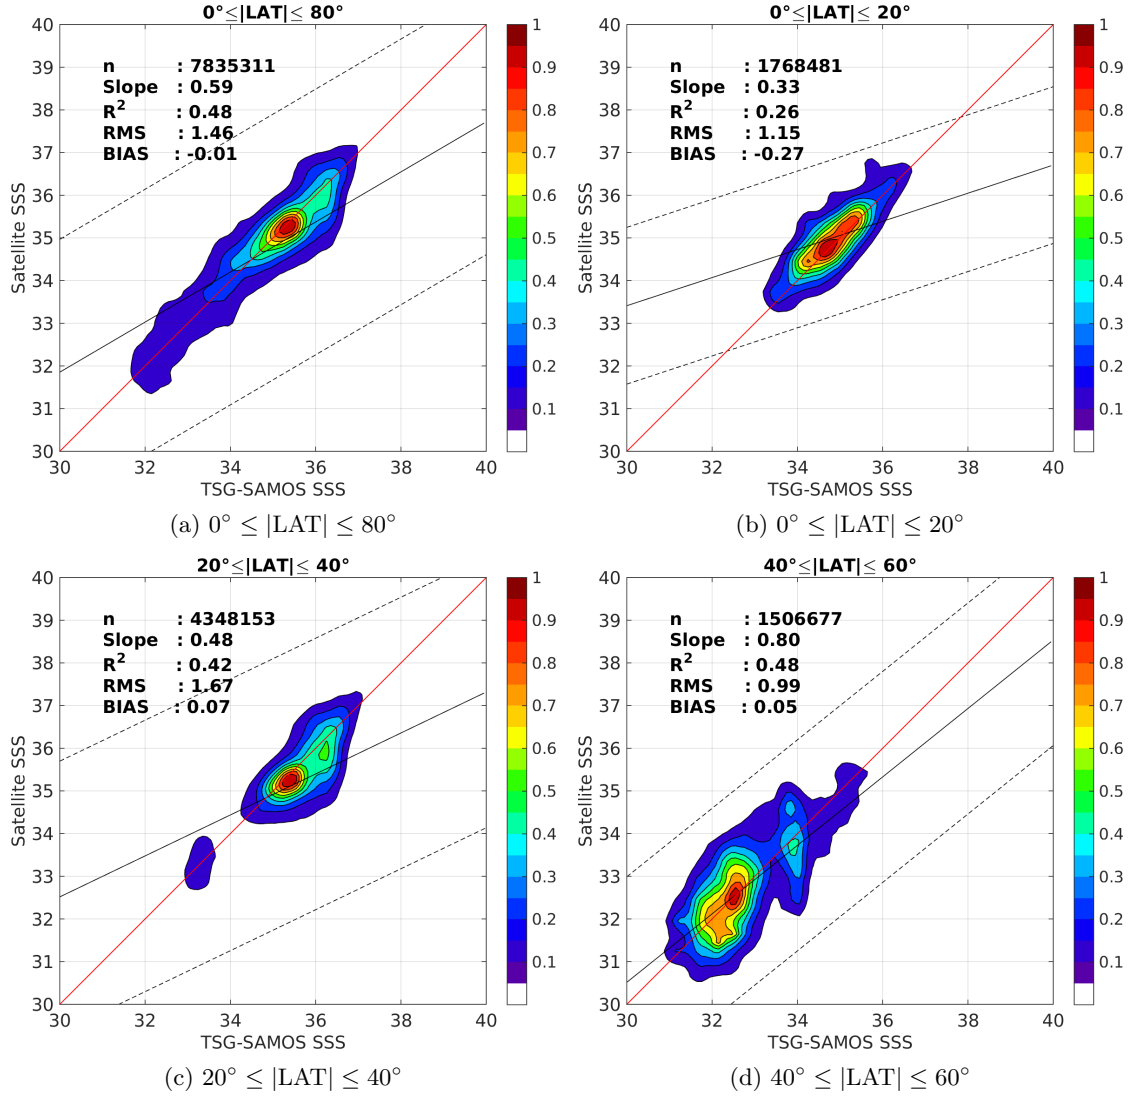 0°≤|LAT|≤ 80°
40
39
38
37
36
35
34
33
32
31
30
Satellite SSS
n : 7835311
Slope : 0.59
R² : 0.48
RMS : 1.46
BIAS : -0.01
30 32 34 36 38 40
TSG-SAMOS SSS
1
0.9
0.8
0.7
0.6
0.5
0.4
0.3
0.2
0.1
(a) 0° ≤ |LAT| ≤ 80°
0°≤|LAT|≤ 20°
40
39
38
37
36
35
34
33
32
31
30
Satellite SSS
n : 1768481
Slope : 0.33
R² : 0.26
RMS : 1.15
BIAS : -0.27
30 32 34 36 38 40
TSG-SAMOS SSS
1
0.9
0.8
0.7
0.6
0.5
0.4
0.3
0.2
0.1
(b) 0° ≤ |LAT| ≤ 20°
20°≤|LAT|≤ 40°
40
39
38
37
36
35
34
33
32
31
30
Satellite SSS
n : 4348153
Slope : 0.48
R² : 0.42
RMS : 1.67
BIAS : 0.07
30 32 34 36 38 40
TSG-SAMOS SSS
1
0.9
0.8
0.7
0.6
0.5
0.4
0.3
0.2
0.1
(c) 20° ≤ |LAT| ≤ 40°
40°≤|LAT|≤ 60°
40
39
38
37
36
35
34
33
32
31
30
Satellite SSS
n : 1506677
Slope : 0.80
R² : 0.48
RMS : 0.99
BIAS : 0.05
30 32 34 36 38 40
TSG-SAMOS SSS
1
0.9
0.8
0.7
0.6
0.5
0.4
0.3
0.2
0.1
(d) 40° ≤ |LAT| ≤ 60°